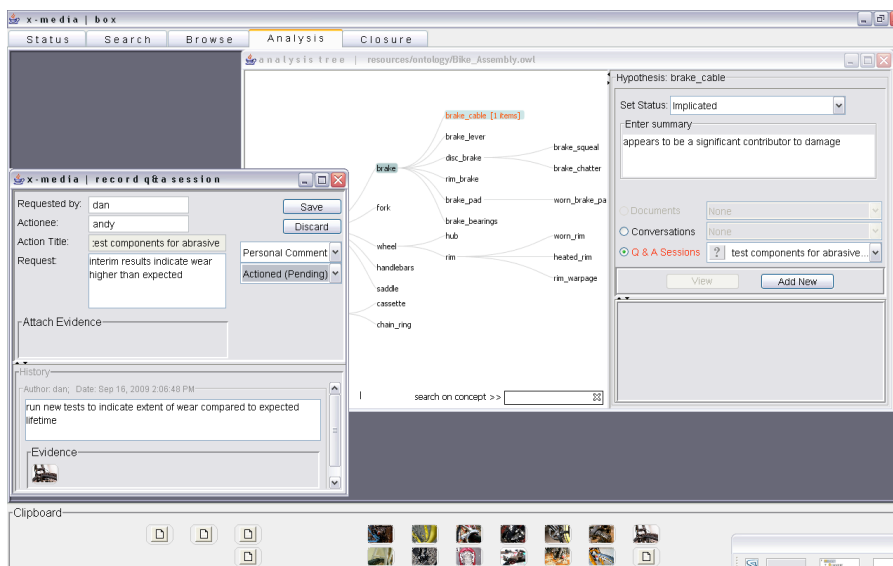 x-media | box
Status Search Browse Analysis Closure
analysis tree | resources/ontology/Bike_Assembly.owl
Hypothesis: brake_cable
Set Status: Implicated
Enter summary
appears to be a significant contributor to damage
Documents None
Conversations None
Q & A Sessions ? test components for abrasive...
View Add New
brake_cable [1 items]
brake_lever
disc_brake
brake_squeal
brake_chatter
brake
rim_brake
brake_pad
worn_brake_pa
brake_bearings
fork
hub
wheel
rim
worn_rim
heated_rim
rim_warpage
handlebars
saddle
cassette
chain_ring
search on concept >>
x-media | record q&a session
Requested by: dan
Save
Actionee: andy
Discard
Action Title: test components for abrasive
Personal Comment
Request: interim results indicate wear
higher than expected
Actioned (Pending)
Attach Evidence
History
Author: dan; Date: Sep 16, 2009 2:06:48 PM
run new tests to indicate extent of wear compared to expected
lifetime
Evidence
Clipboard